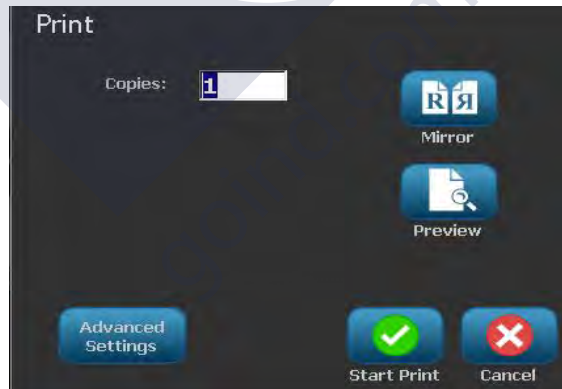 Print
Copies: 1
R R
Mirror
Preview
Advanced
Settings
Start Print Cancel